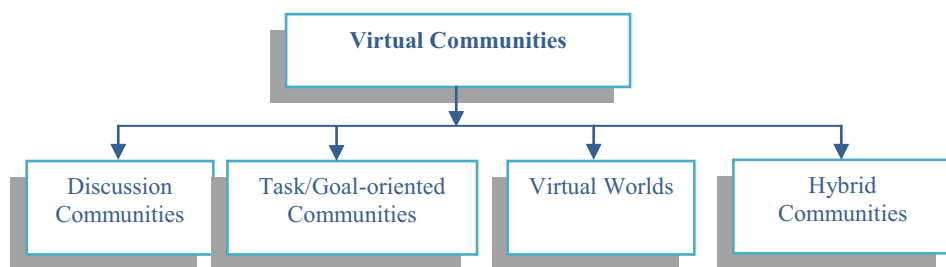 Virtual Communities
Discussion
Communities
Task/Goal-oriented
Communities
Virtual Worlds
Hybrid
Communities